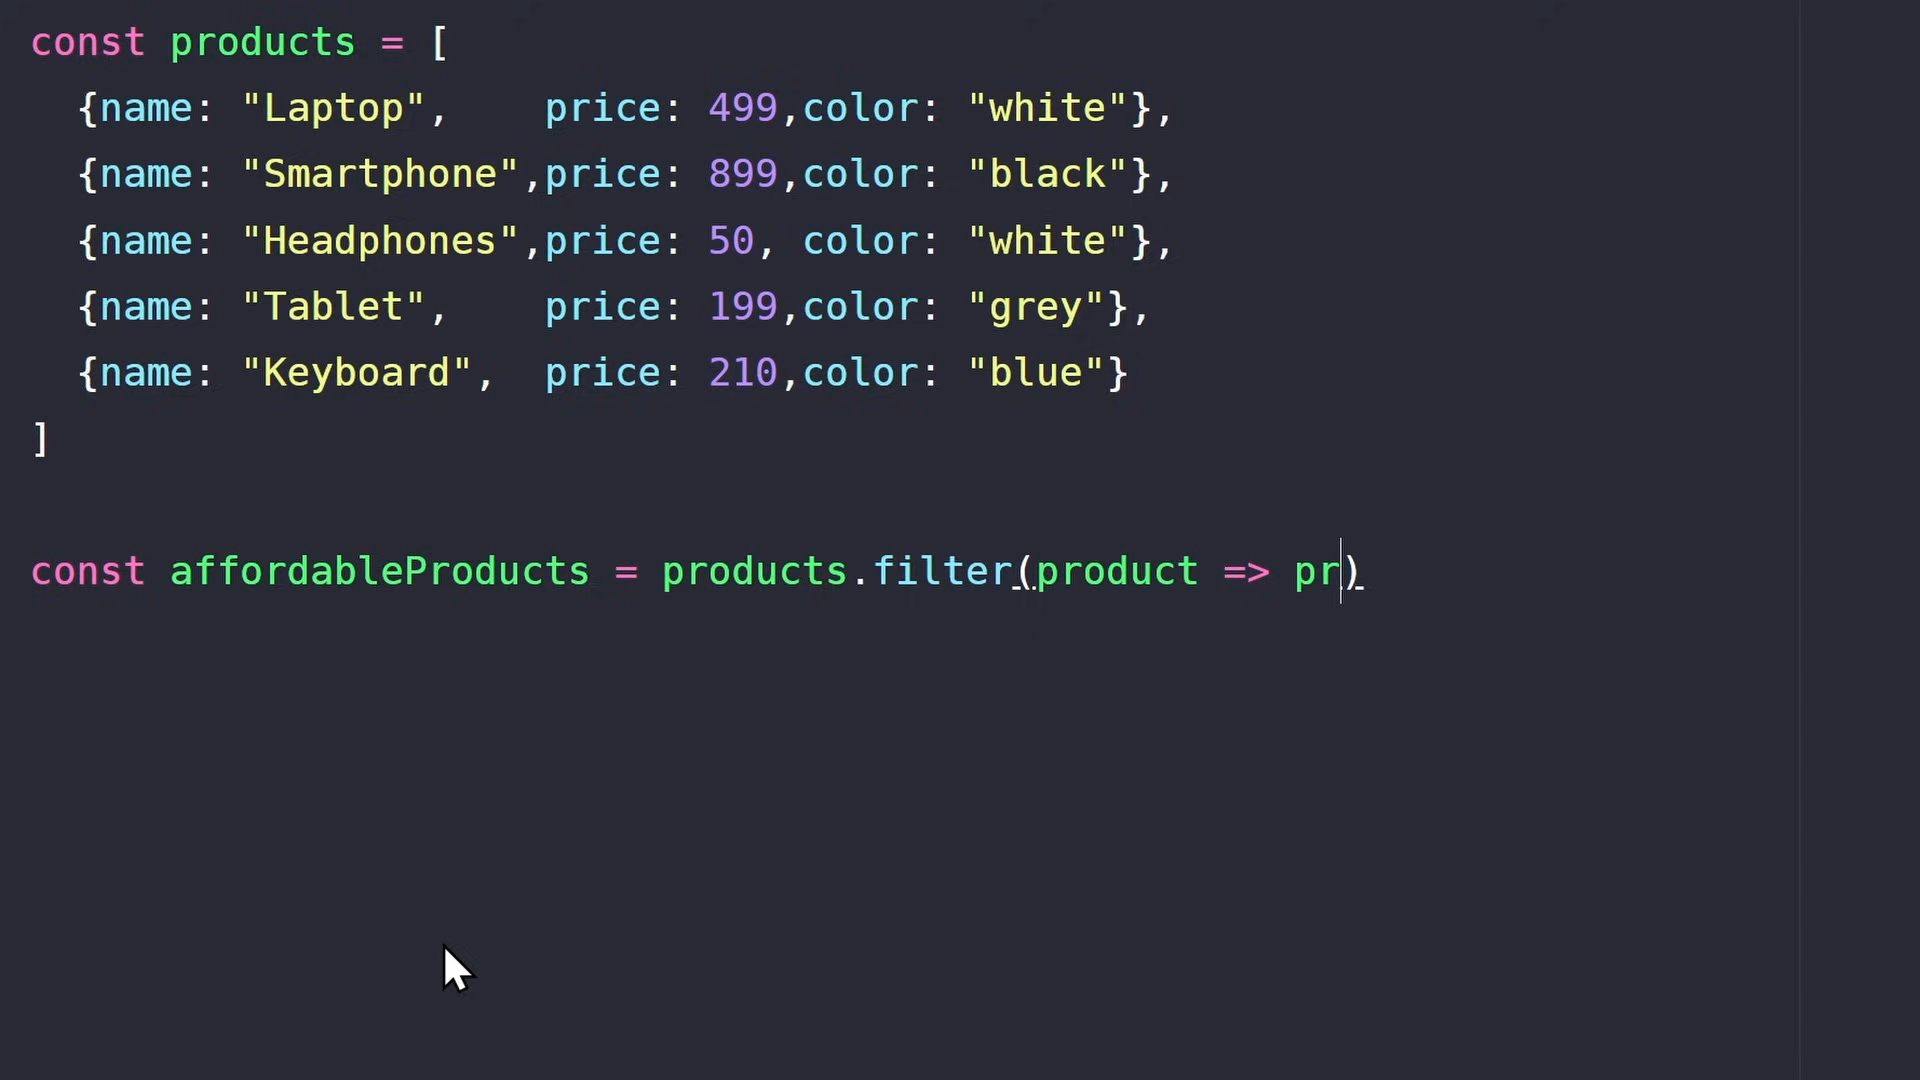 const products = [
  {name: "Laptop",    price: 499,color: "white"},
  {name: "Smartphone",price: 899,color: "black"},
  {name: "Headphones",price: 50, color: "white"},
  {name: "Tablet",    price: 199,color: "grey"},
  {name: "Keyboard",  price: 210,color: "blue"}
]
const affordableProducts = products.filter(product => pr)